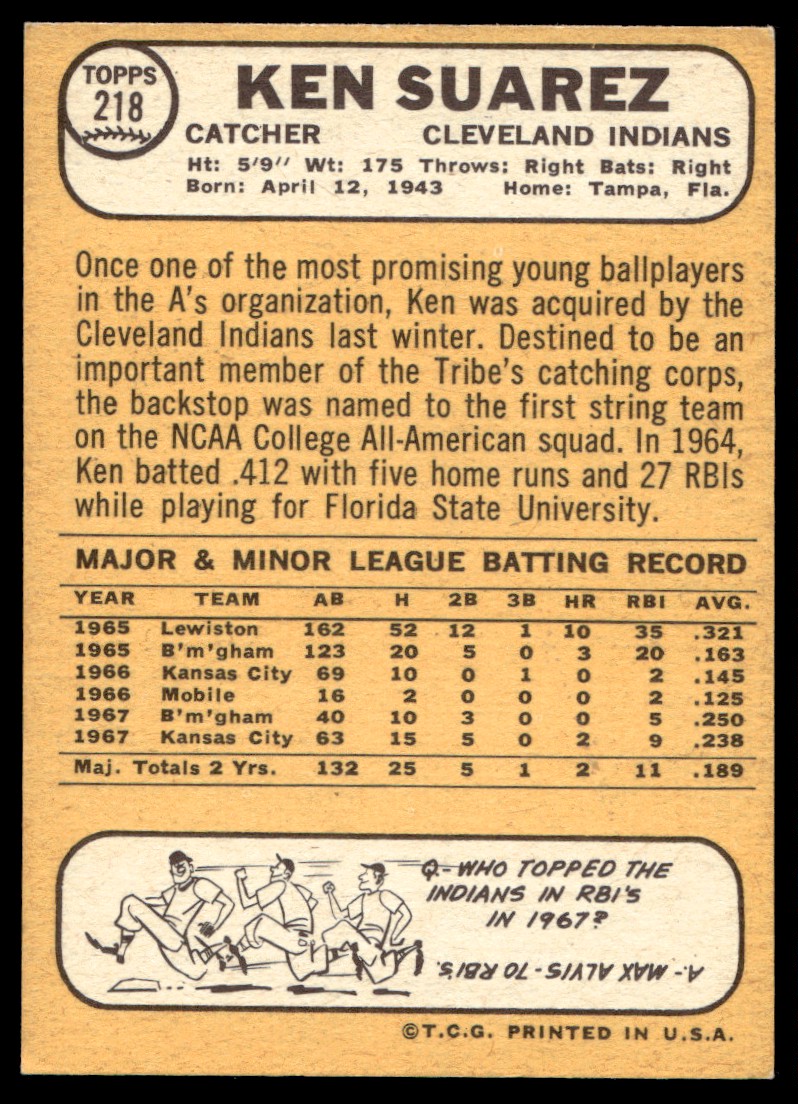 TOPPS
218
KEN SUAREZ
CATCHER CLEVELAND INDIANS
Ht: 5'9" Wt: 175 Throws: Right Bats: Right
Born: April 12, 1943 Home: Tampa, Fla.
Once one of the most promising young ballplayers
in the A's organization, Ken was acquired by the
Cleveland Indians last winter. Destined to be an
important member of the Tribe's catching corps,
the backstop was named to the first string team
on the NCAA College All-American squad. In 1964,
Ken batted .412 with five home runs and 27 RBIs
while playing for Florida State University.
MAJOR & MINOR LEAGUE BATTING RECORD
YEAR TEAM AB H 2B 3B HR RBI AVG.
1965 Lewiston 162 52 12 1 10 35 .321
1965 B'm'gham 123 20 5 0 3 20 .163
1966 Kansas City 69 10 0 1 0 2 .145
1966 Mobile 16 2 0 0 0 2 .125
1967 B'm'gham 40 10 3 0 0 5 .250
1967 Kansas City 63 15 5 0 2 9 .238
Maj. Totals 2 Yrs. 132 25 5 1 2 11 .189
Q-WHO TOPPED THE
INDIANS IN RBI'S
IN 1967?
A-MAX ALVIS-70 RBI'S.
©T.C.G. PRINTED IN U.S.A.